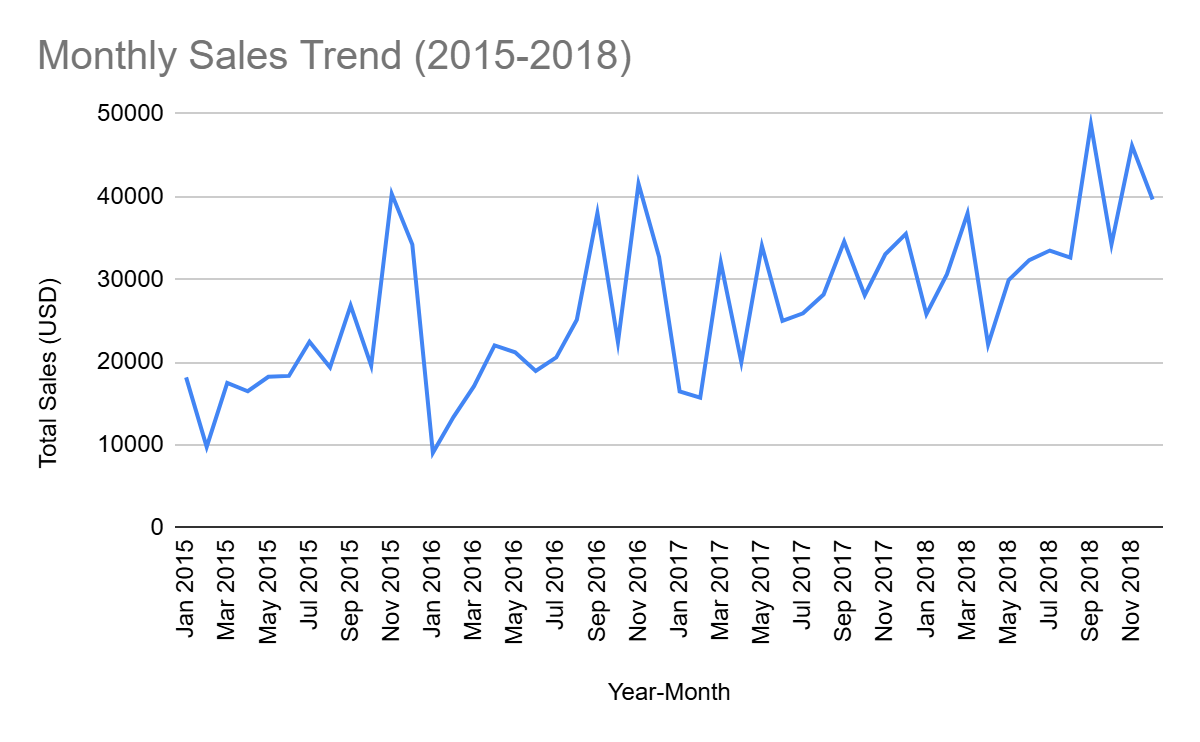 Monthly Sales Trend (2015-2018)
Total Sales (USD)
50000
40000
30000
20000
10000
0
Jan 2015
Mar 2015
May 2015
Jul 2015
Sep 2015
Nov 2015
Jan 2016
Mar 2016
May 2016
Jul 2016
Sep 2016
Nov 2016
Jan 2017
Mar 2017
May 2017
Jul 2017
Sep 2017
Nov 2017
Jan 2018
Mar 2018
May 2018
Jul 2018
Sep 2018
Nov 2018
Year-Month